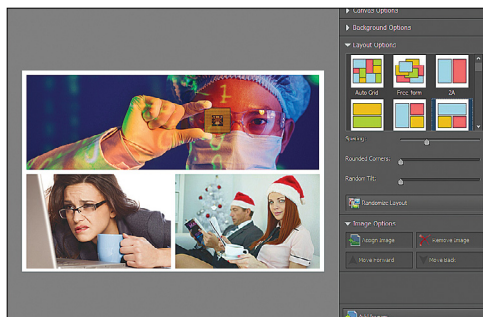 Canvas Options
Background Options
Layout Options
Auto Grid
Free form
2A
Spacing:
Rounded Corners:
Random Tilt:
Randomize Layout
Image Options
Assign Image
Remove Image
Move Forward
Move Back